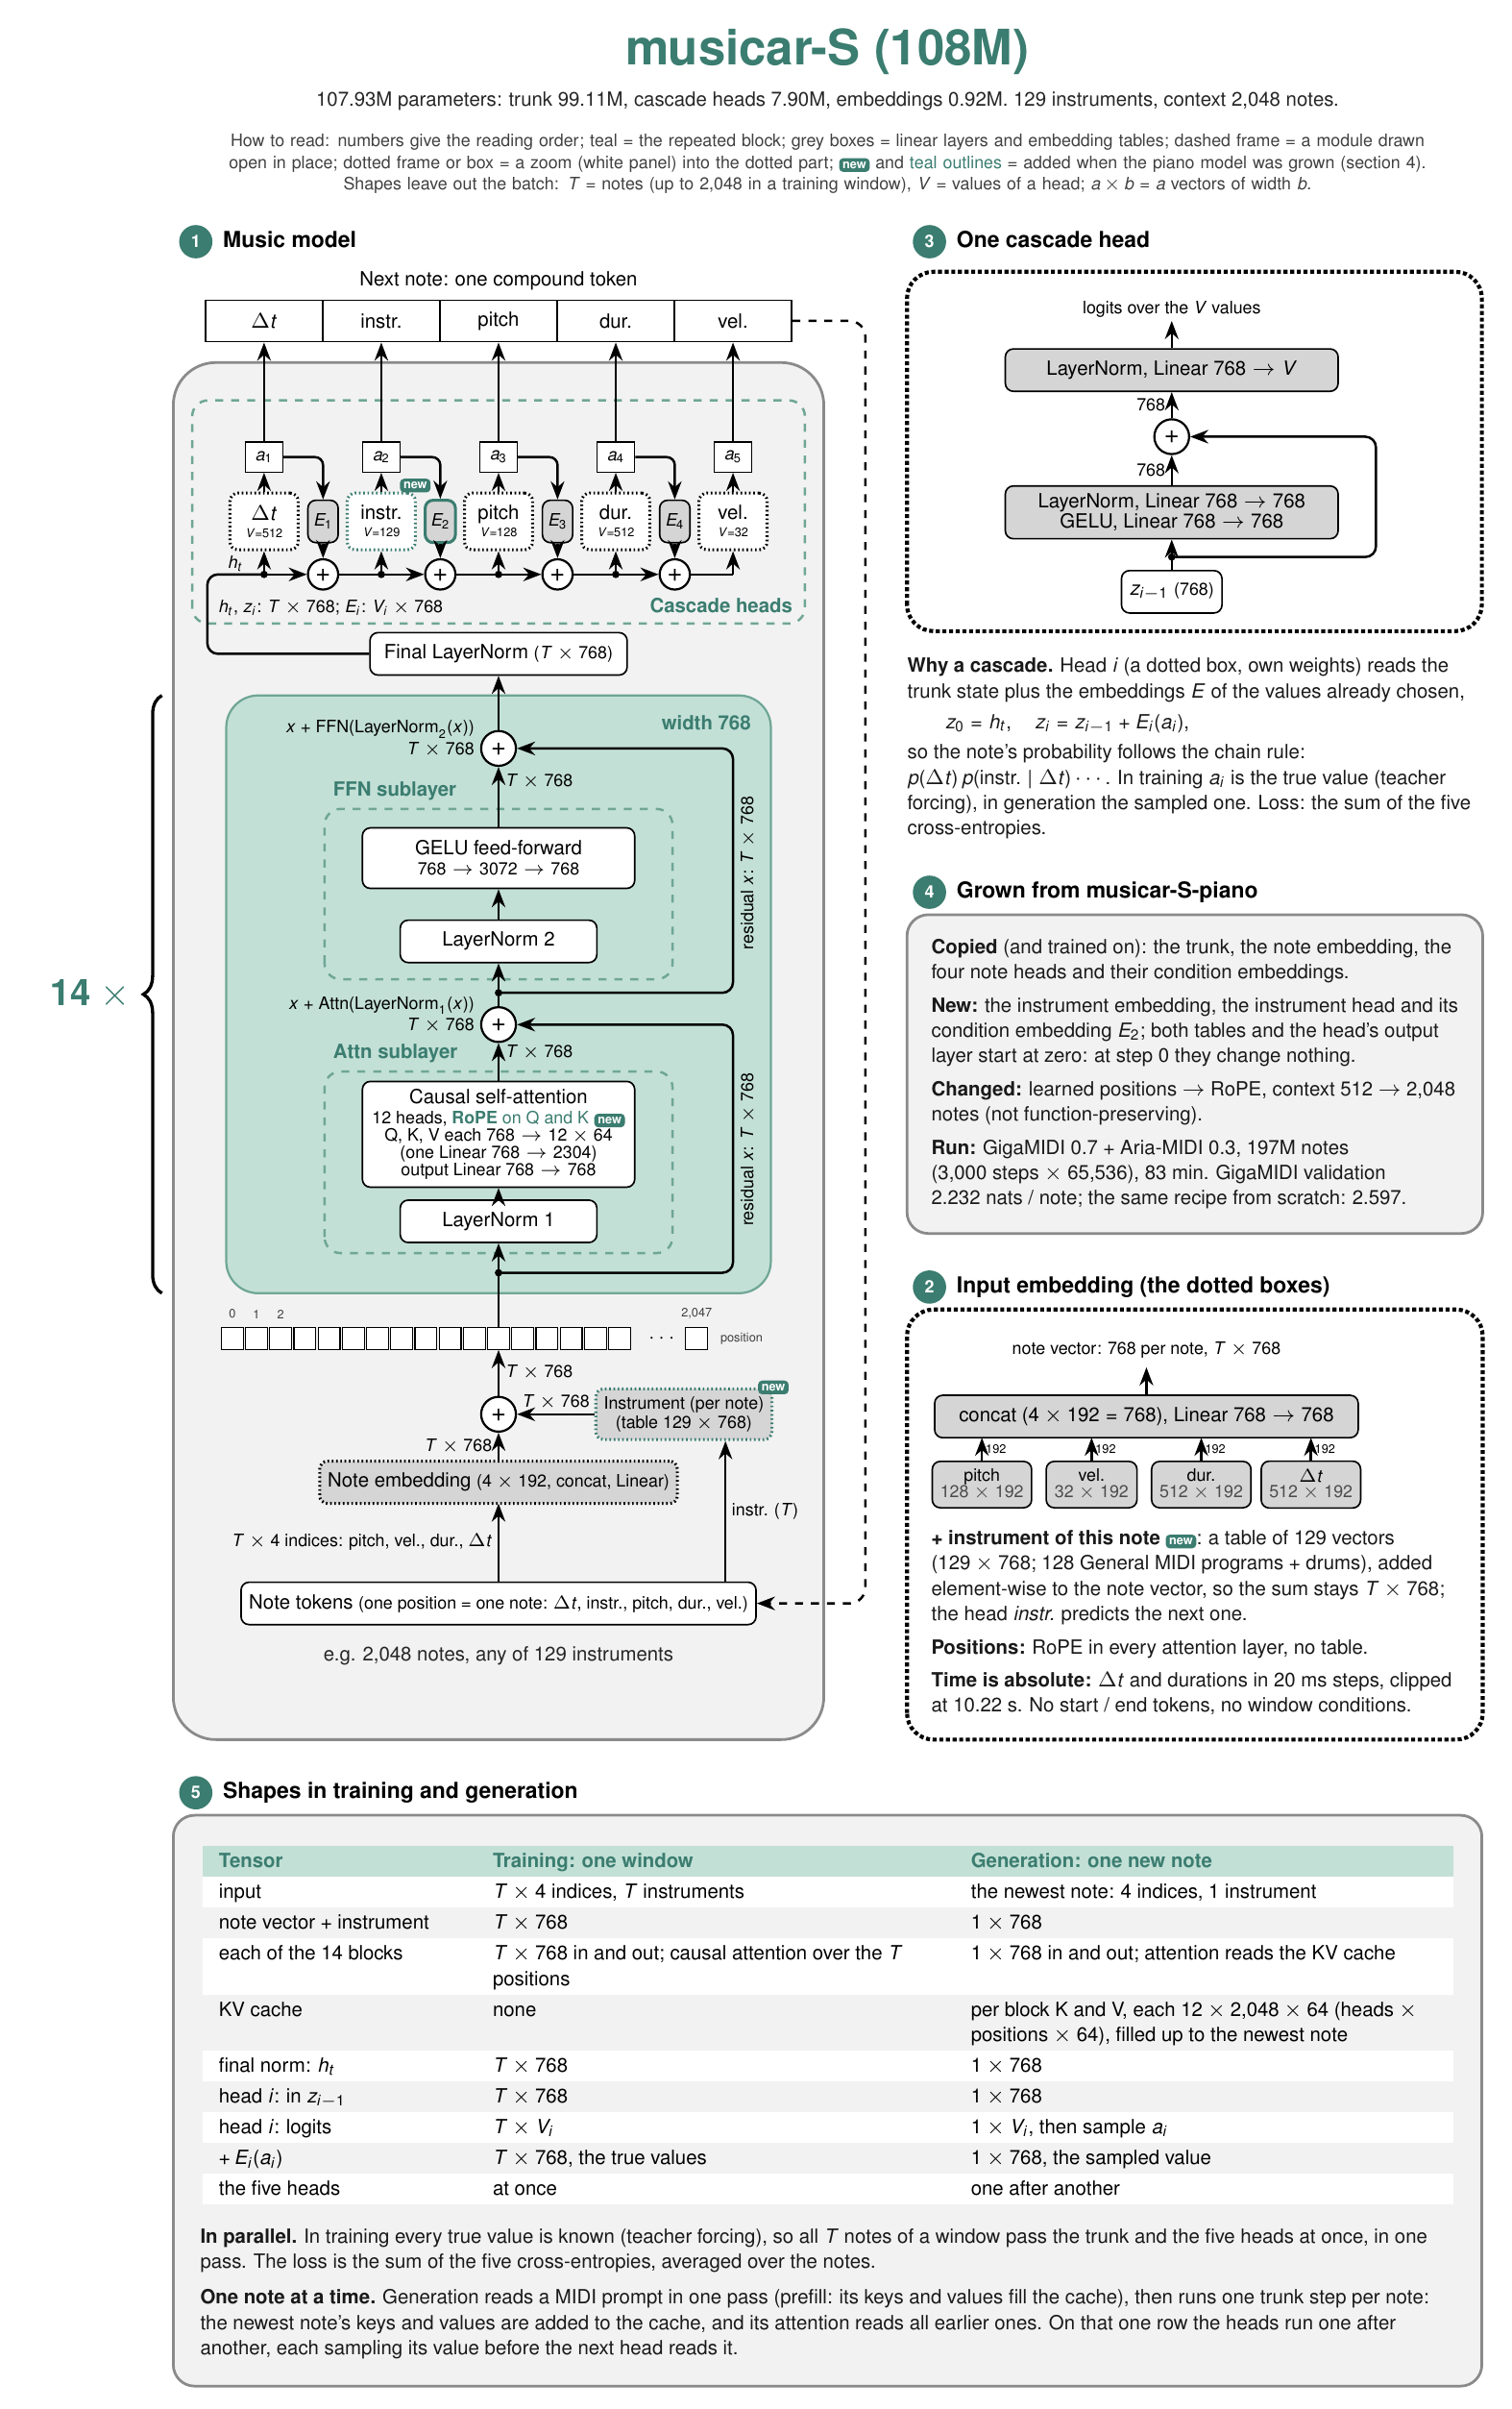 musicar-S (108M)
107.93M parameters: trunk 99.11M, cascade heads 7.90M, embeddings 0.92M. 129 instruments, context 2,048 notes.
How to read: numbers give the reading order; teal = the repeated block; grey boxes = linear layers and embedding tables; dashed frame = a module drawn
open in place; dotted frame or box = a zoom (white panel) into the dotted part; new and teal outlines = added when the piano model was grown (section 4).
Shapes leave out the batch: T = notes (up to 2,048 in a training window), V = values of a head; a × b = a vectors of width b.
1 Music model
Next note: one compound token
Δt instr. pitch dur. vel.
a₁ a₂ a₃ a₄ a₅
new
Δt E₁ instr. E₂ pitch E₃ dur. E₄ vel.
V=512 V=129 V=128 V=512 V=32
hₜ
+ + + +
hₜ, zᵢ: T × 768; Eᵢ: Vᵢ × 768
Cascade heads
Final LayerNorm (T × 768)
14 ×
width 768
x + FFN(LayerNorm₂(x))
T × 768 +
T × 768
FFN sublayer
GELU feed-forward
768 → 3072 → 768
LayerNorm 2
residual x: T × 768
x + Attn(LayerNorm₁(x))
T × 768 +
T × 768
Attn sublayer
Causal self-attention
12 heads, RoPE on Q and K new
Q, K, V each 768 → 12 × 64
(one Linear 768 → 2304)
output Linear 768 → 768
LayerNorm 1
residual x: T × 768
0 1 2 2,047
· · · position
T × 768
new
+ T × 768
Instrument (per note)
(table 129 × 768)
T × 768
Note embedding (4 × 192, concat, Linear)
instr. (T)
T × 4 indices: pitch, vel., dur., Δt
Note tokens (one position = one note: Δt, instr., pitch, dur., vel.)
e.g. 2,048 notes, any of 129 instruments
3 One cascade head
logits over the V values
LayerNorm, Linear 768 → V
768
+
768
LayerNorm, Linear 768 → 768
GELU, Linear 768 → 768
zᵢ₋₁ (768)
Why a cascade. Head i (a dotted box, own weights) reads the
trunk state plus the embeddings E of the values already chosen,
z₀ = hₜ, zᵢ = zᵢ₋₁ + Eᵢ(aᵢ),
so the note's probability follows the chain rule:
p(Δt) p(instr. | Δt) · · · . In training aᵢ is the true value (teacher
forcing), in generation the sampled one. Loss: the sum of the five
cross-entropies.
4 Grown from musicar-S-piano
Copied (and trained on): the trunk, the note embedding, the
four note heads and their condition embeddings.
New: the instrument embedding, the instrument head and its
condition embedding E₂; both tables and the head's output
layer start at zero: at step 0 they change nothing.
Changed: learned positions → RoPE, context 512 → 2,048
notes (not function-preserving).
Run: GigaMIDI 0.7 + Aria-MIDI 0.3, 197M notes
(3,000 steps × 65,536), 83 min. GigaMIDI validation
2.232 nats / note; the same recipe from scratch: 2.597.
2 Input embedding (the dotted boxes)
note vector: 768 per note, T × 768
concat (4 × 192 = 768), Linear 768 → 768
192 192 192 192
pitch vel. dur. Δt
128 × 192 32 × 192 512 × 192 512 × 192
+ instrument of this note new: a table of 129 vectors
(129 × 768; 128 General MIDI programs + drums), added
element-wise to the note vector, so the sum stays T × 768;
the head instr. predicts the next one.
Positions: RoPE in every attention layer, no table.
Time is absolute: Δt and durations in 20 ms steps, clipped
at 10.22 s. No start / end tokens, no window conditions.
5 Shapes in training and generation
Tensor Training: one window Generation: one new note
input T × 4 indices, T instruments the newest note: 4 indices, 1 instrument
note vector + instrument T × 768 1 × 768
each of the 14 blocks T × 768 in and out; causal attention over the T 1 × 768 in and out; attention reads the KV cache
positions
KV cache none per block K and V, each 12 × 2,048 × 64 (heads ×
positions × 64), filled up to the newest note
final norm: hₜ T × 768 1 × 768
head i: in zᵢ₋₁ T × 768 1 × 768
head i: logits T × Vᵢ 1 × Vᵢ, then sample aᵢ
+ Eᵢ(aᵢ) T × 768, the true values 1 × 768, the sampled value
the five heads at once one after another
In parallel. In training every true value is known (teacher forcing), so all T notes of a window pass the trunk and the five heads at once, in one
pass. The loss is the sum of the five cross-entropies, averaged over the notes.
One note at a time. Generation reads a MIDI prompt in one pass (prefill: its keys and values fill the cache), then runs one trunk step per note:
the newest note's keys and values are added to the cache, and its attention reads all earlier ones. On that one row the heads run one after
another, each sampling its value before the next head reads it.